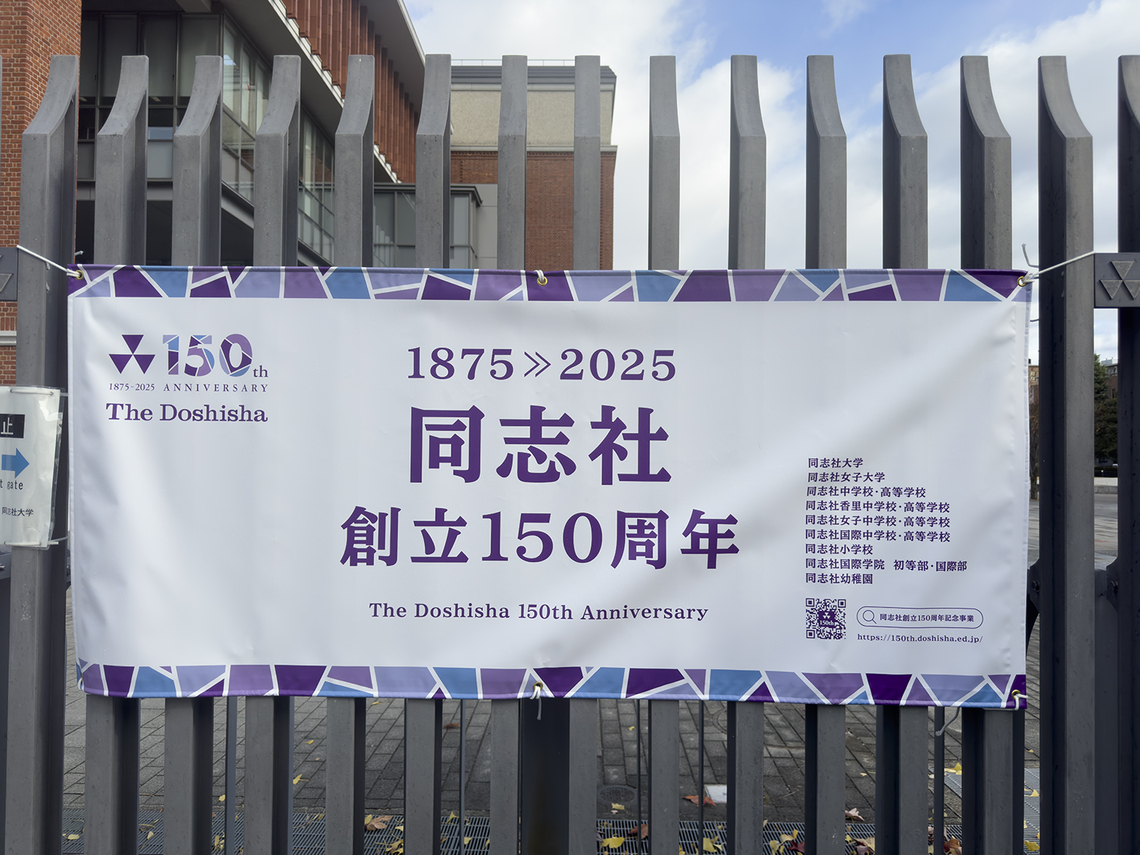 150th
1875-2025 ANNIVERSARY
The Doshisha
1875≫2025
同志社
創立150周年
The Doshisha 150th Anniversary
同志社大学
同志社女子大学
同志社中学校・高等学校
同志社香里中学校・高等学校
同志社女子中学校・高等学校
同志社国際中学校・高等学校
同志社小学校
同志社国際学院 初等部・国際部
同志社幼稚園
同志社創立150周年記念事業
https://150th.doshisha.ed.jp/
止
t gate
同志社大学